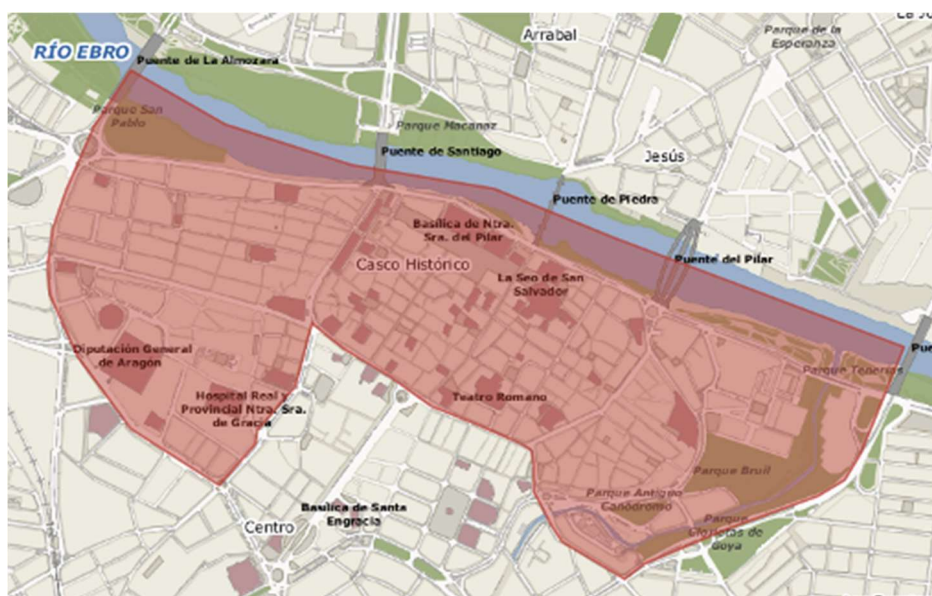 Arrabal
Parque de la
Esperanza
RÍO EBRO
Puente de La Almozara
Parque San
Pablo
Parque Macanaz
Puente de Santiago
Jesús
Puente de Piedra
Basílica de Ntra.
Sra. del Pilar
Puente del Pilar
Casco Histórico
La Seo de San
Salvador
Diputación General
de Aragón
Parque Tenerías
Hospital Real y
Provincial Ntra. Sra.
de Gracia
Teatro Romano
Parque Bruil
Parque Antiguo
Canódromo
Basílica de Santa
Engracia
Centro
Parque
Glorietas de
Goya